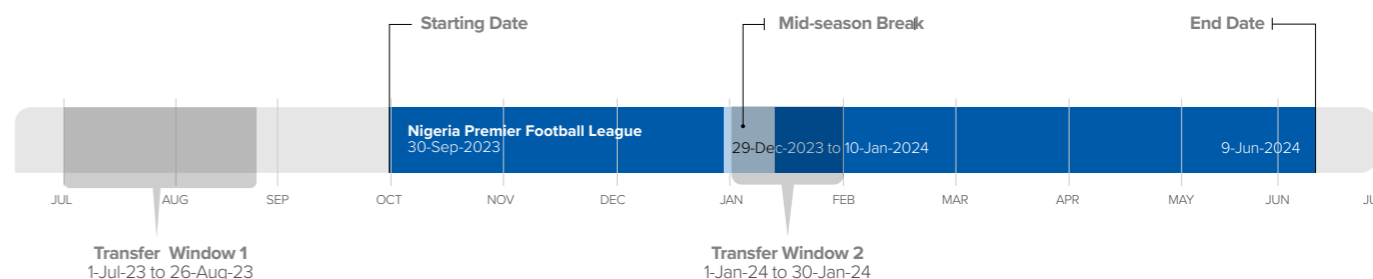 Starting Date
Mid-season Break
End Date
Nigeria Premier Football League
30-Sep-2023
29-Dec-2023 to 10-Jan-2024
9-Jun-2024
JUL AUG SEP OCT NOV DEC JAN FEB MAR APR MAY JUN JU
Transfer Window 1
1-Jul-23 to 26-Aug-23
Transfer Window 2
1-Jan-24 to 30-Jan-24